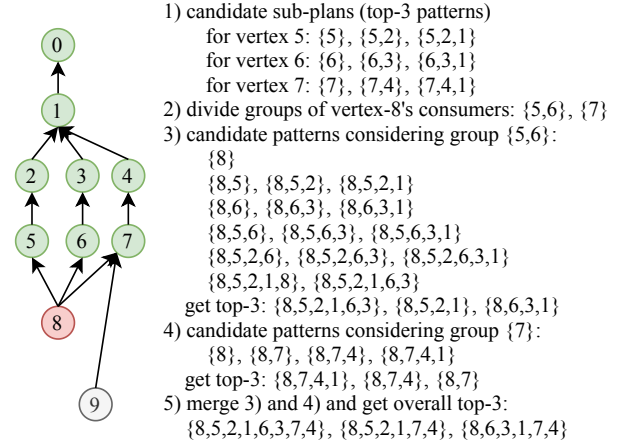 0
1
2 3 4
5 6 7
8
9
1) candidate sub-plans (top-3 patterns)
for vertex 5: {5}, {5,2}, {5,2,1}
for vertex 6: {6}, {6,3}, {6,3,1}
for vertex 7: {7}, {7,4}, {7,4,1}
2) divide groups of vertex-8's consumers: {5,6}, {7}
3) candidate patterns considering group {5,6}:
{8}
{8,5}, {8,5,2}, {8,5,2,1}
{8,6}, {8,6,3}, {8,6,3,1}
{8,5,6}, {8,5,6,3}, {8,5,6,3,1}
{8,5,2,6}, {8,5,2,6,3}, {8,5,2,6,3,1}
{8,5,2,1,8}, {8,5,2,1,6,3}
get top-3: {8,5,2,1,6,3}, {8,5,2,1}, {8,6,3,1}
4) candidate patterns considering group {7}:
{8}, {8,7}, {8,7,4}, {8,7,4,1}
get top-3: {8,7,4,1}, {8,7,4}, {8,7}
5) merge 3) and 4) and get overall top-3:
{8,5,2,1,6,3,7,4}, {8,5,2,1,7,4}, {8,6,3,1,7,4}